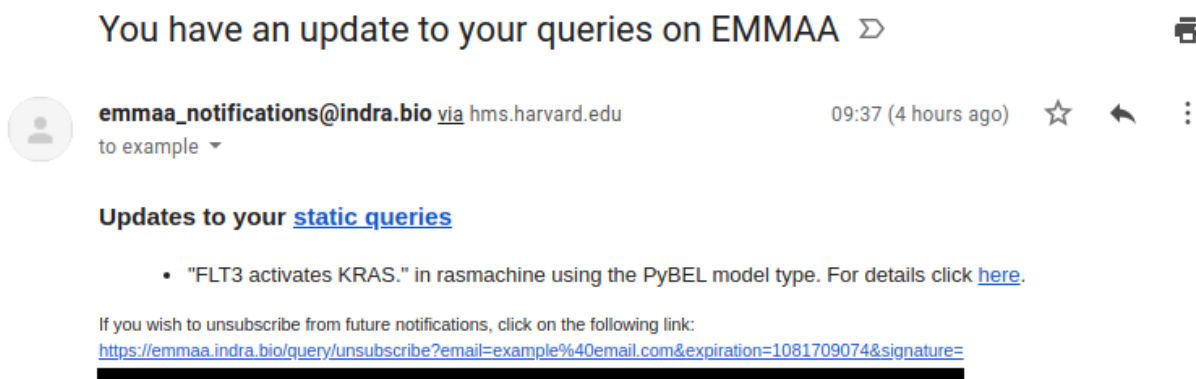 You have an update to your queries on EMMAA
emmaa_notifications@indra.bio via hms.harvard.edu 09:37 (4 hours ago)
to example
Updates to your static queries
• "FLT3 activates KRAS." in rasmachine using the PyBEL model type. For details click here.
If you wish to unsubscribe from future notifications, click on the following link:
https://emmaa.indra.bio/query/unsubscribe?email=example%40email.com&expiration=1081709074&signature=